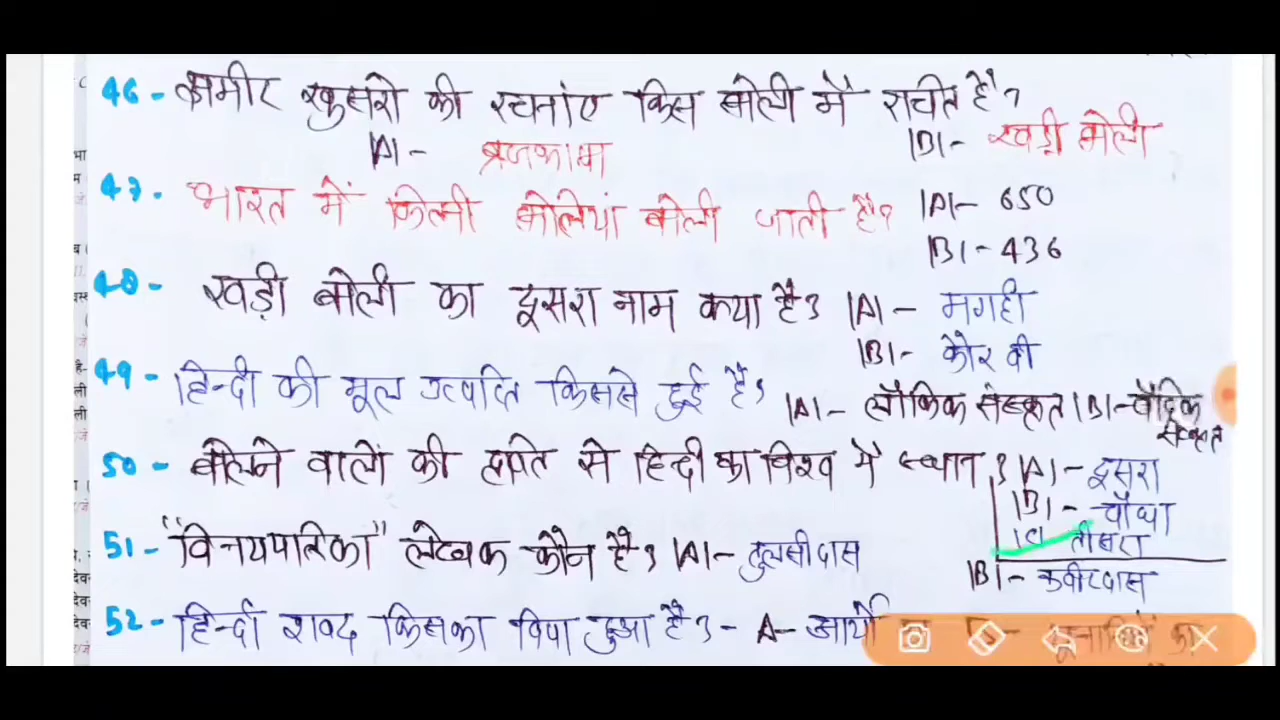 46- अमीर खुसरो की रचनांए किस बोली में रचित है?
|A|- ब्रजभाषा |B|- खड़ी बोली
47. भारत में कितनी बोलियां बोली जाती है? |A|- 650
|B|- 436
48- खड़ी बोली का दूसरा नाम क्या है? |A|- मगही
|B|- कौरवी
49- हिन्दी की मूल उत्पत्ति किससे हुई है? |A|- लौकिक संस्कृत |B|- वैदिक
संस्कृत
50- बोलने वालों की हष्टि से हिन्दी का विश्व में स्थान? |A|- दूसरा
|B|- चौथा
|C| तीसरा
51- "विनयपत्रिका" लेखक कौन है? |A|- तुलसीदास
|B|- कबीरदास
52- हिन्दी शब्द किसका दिया हुआ है?- A- आर्यो का